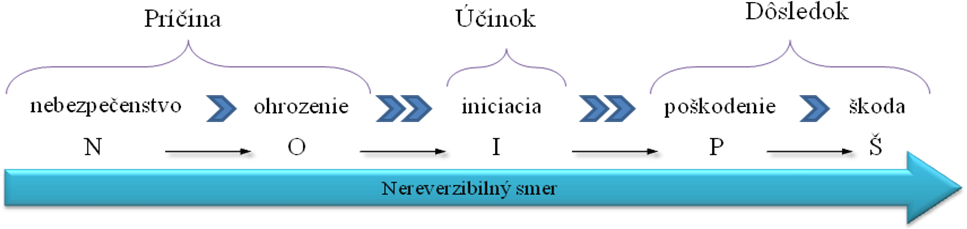 Príčina Účinok Dôsledok
nebezpečenstvo ohrozenie iniciacia poškodenie škoda
N O I P Š
Nereverzibilný smer